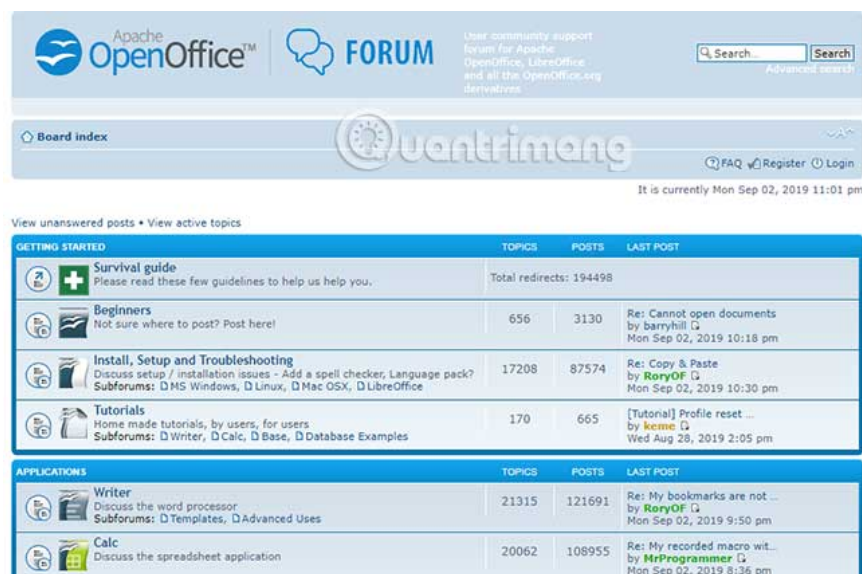 Apache
OpenOffice™
FORUM
User community support
forum for Apache
OpenOffice, LibreOffice
and all the OpenOffice.org
derivatives
Search... Search
Advanced search
Quantrimang
Board index
FAQ Register Login
It is currently Mon Sep 02, 2019 11:01 pm
View unanswered posts • View active topics
GETTING STARTED TOPICS POSTS LAST POST
Survival guide
Please read these few guidelines to help us help you.
Total redirects: 194498
Beginners
Not sure where to post? Post here!
656 3130
Re: Cannot open documents
by barryhill
Mon Sep 02, 2019 10:18 pm
Install, Setup and Troubleshooting
Discuss setup / installation issues - Add a spell checker, Language pack?
Subforums: MS Windows, Linux, Mac OSX, LibreOffice
17208 87574
Re: Copy & Paste
by RoryOF
Mon Sep 02, 2019 10:30 pm
Tutorials
Home made tutorials, by users, for users
Subforums: Writer, Calc, Base, Database Examples
170 665
[Tutorial] Profile reset ...
by keme
Wed Aug 28, 2019 2:05 pm
APPLICATIONS TOPICS POSTS LAST POST
Writer
Discuss the word processor
Subforums: Templates, Advanced Uses
21315 121691
Re: My bookmarks are not ...
by RoryOF
Mon Sep 02, 2019 9:50 pm
Calc
Discuss the spreadsheet application
20062 108955
Re: My recorded macro wit...
by MrProgrammer
Mon Sep 02, 2019 8:36 pm